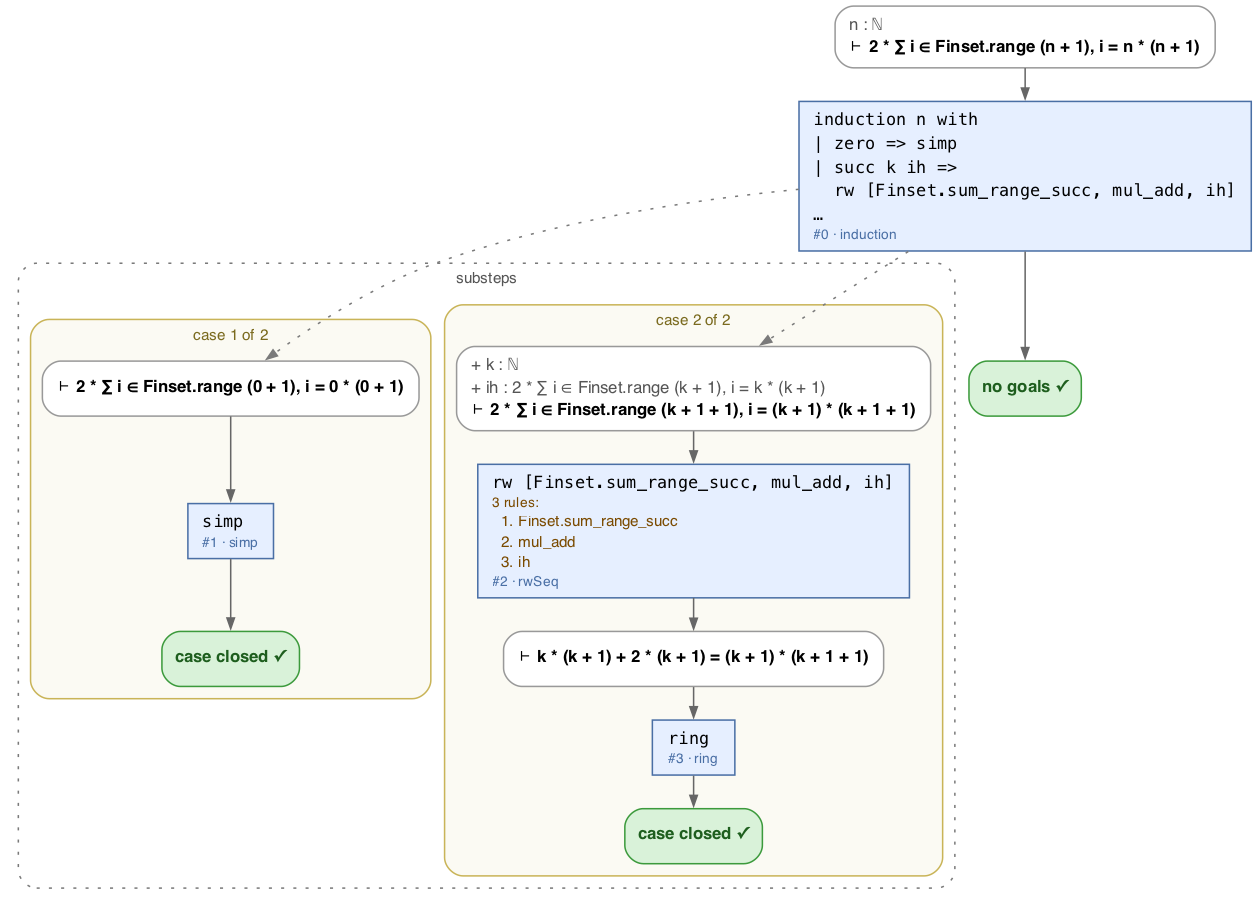 n : ℕ
⊢ 2 * ∑ i ∈ Finset.range (n + 1), i = n * (n + 1)
induction n with
| zero => simp
| succ k ih =>
  rw [Finset.sum_range_succ, mul_add, ih]
…
#0 · induction
substeps
case 1 of 2
⊢ 2 * ∑ i ∈ Finset.range (0 + 1), i = 0 * (0 + 1)
simp
#1 · simp
case closed ✓
case 2 of 2
+ k : ℕ
+ ih : 2 * ∑ i ∈ Finset.range (k + 1), i = k * (k + 1)
⊢ 2 * ∑ i ∈ Finset.range (k + 1 + 1), i = (k + 1) * (k + 1 + 1)
rw [Finset.sum_range_succ, mul_add, ih]
3 rules:
1. Finset.sum_range_succ
2. mul_add
3. ih
#2 · rwSeq
⊢ k * (k + 1) + 2 * (k + 1) = (k + 1) * (k + 1 + 1)
ring
#3 · ring
case closed ✓
no goals ✓